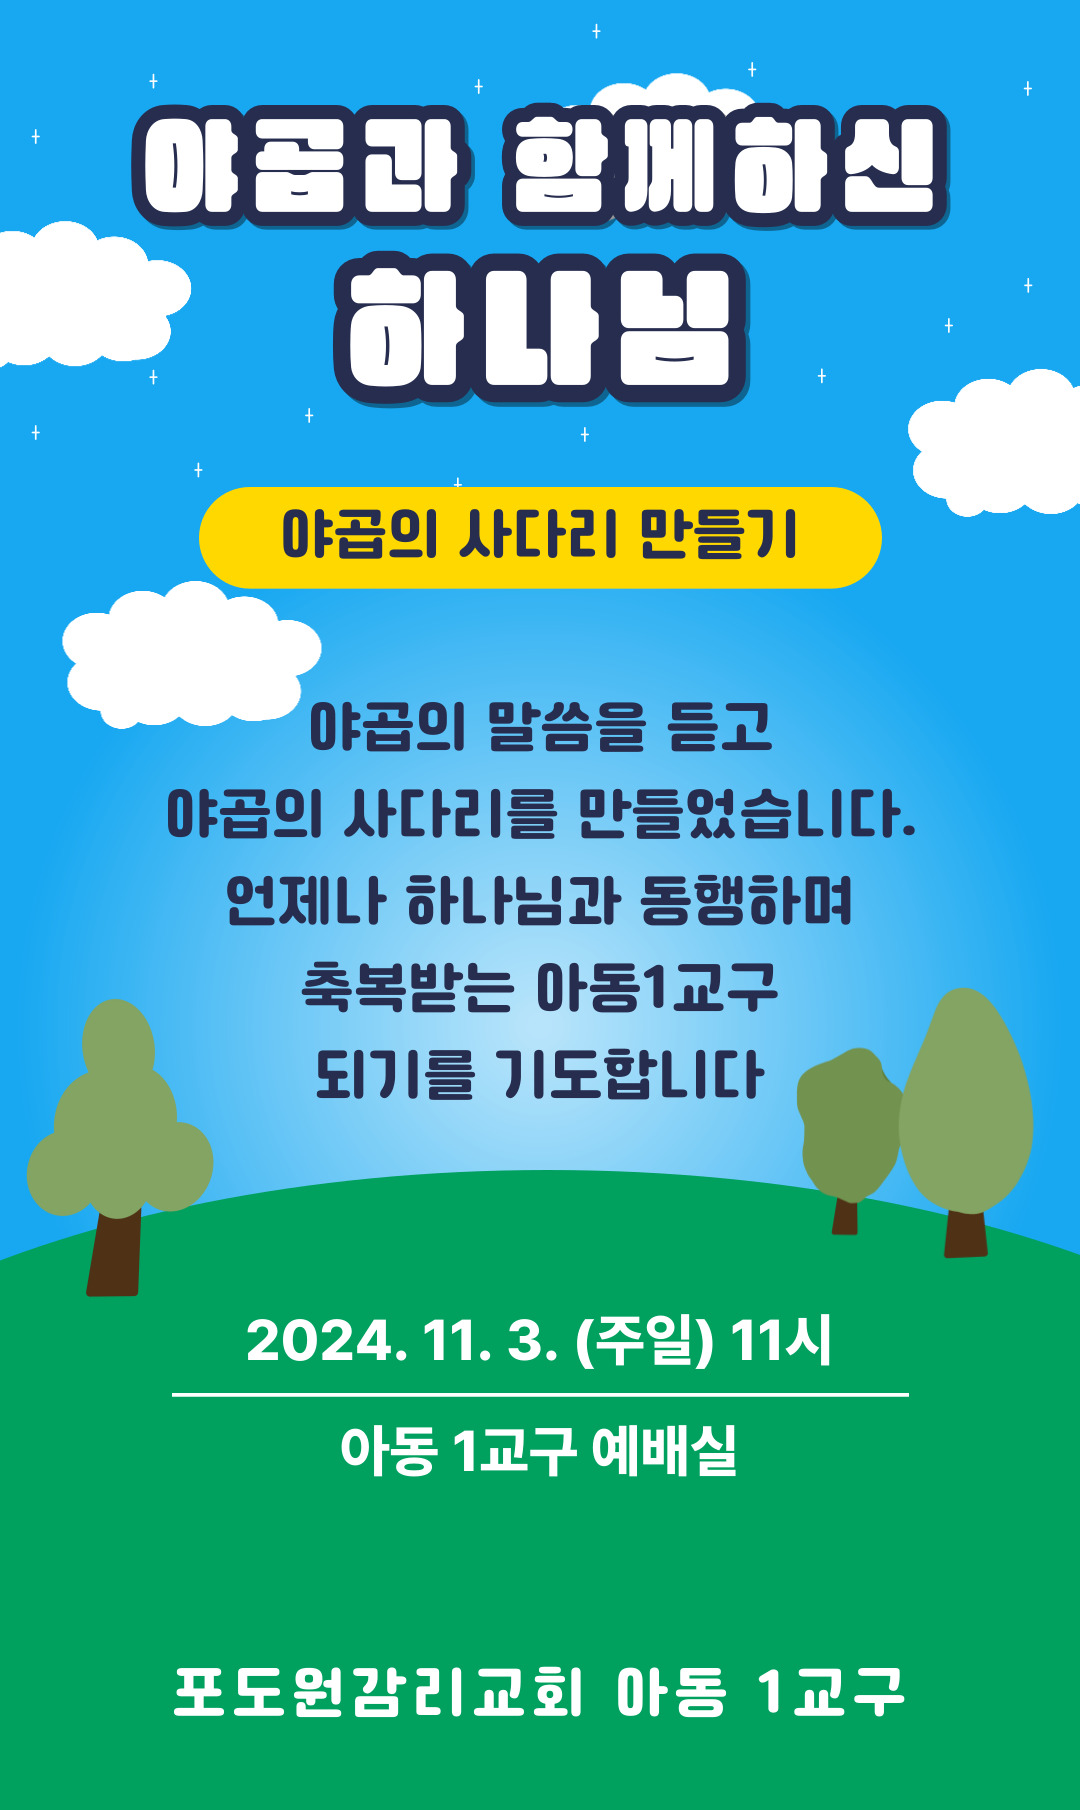 야곱과 함께하신
하나님
야곱의 사다리 만들기
야곱의 말씀을 듣고
야곱의 사다리를 만들었습니다.
언제나 하나님과 동행하며
축복받는 아동1교구
되기를 기도합니다
2024. 11. 3. (주일) 11시
아동 1교구 예배실
포도원감리교회 아동 1교구